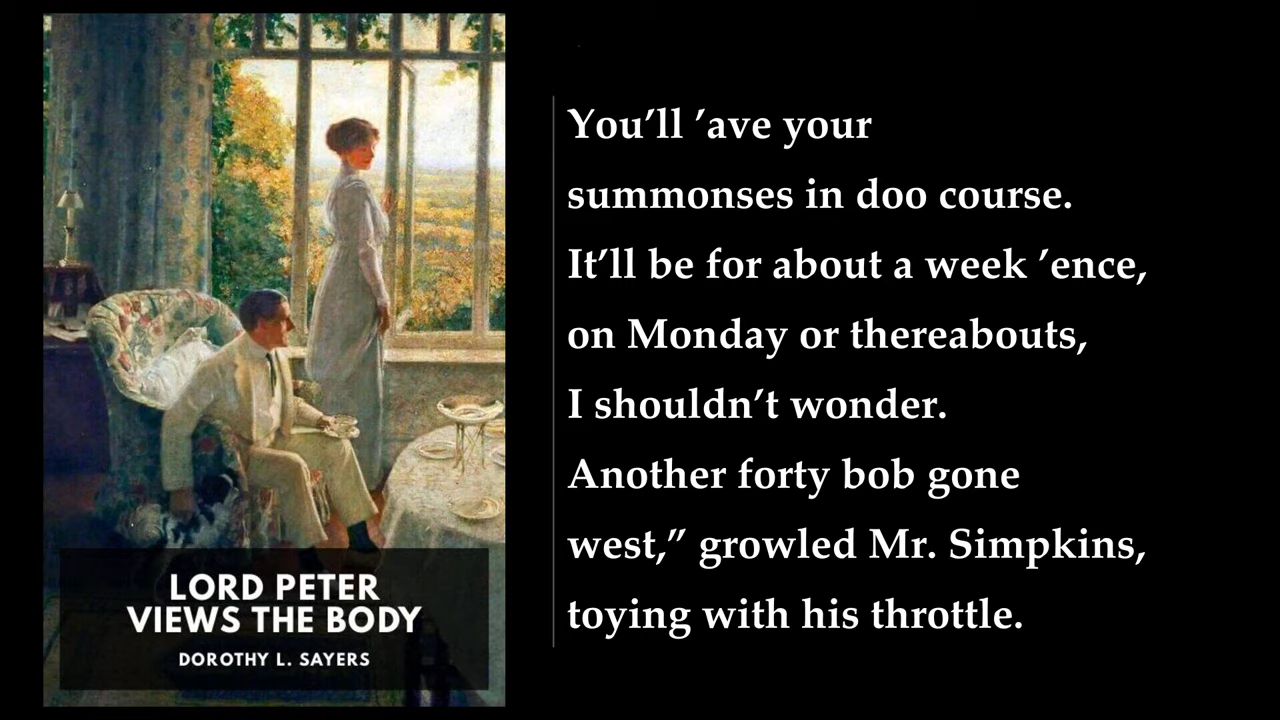 You’ll ’ave your
summonses in doo course.
It’ll be for about a week ’ence,
on Monday or thereabouts,
I shouldn’t wonder.
Another forty bob gone
west,” growled Mr. Simpkins,
toying with his throttle.
LORD PETER
VIEWS THE BODY
DOROTHY L. SAYERS